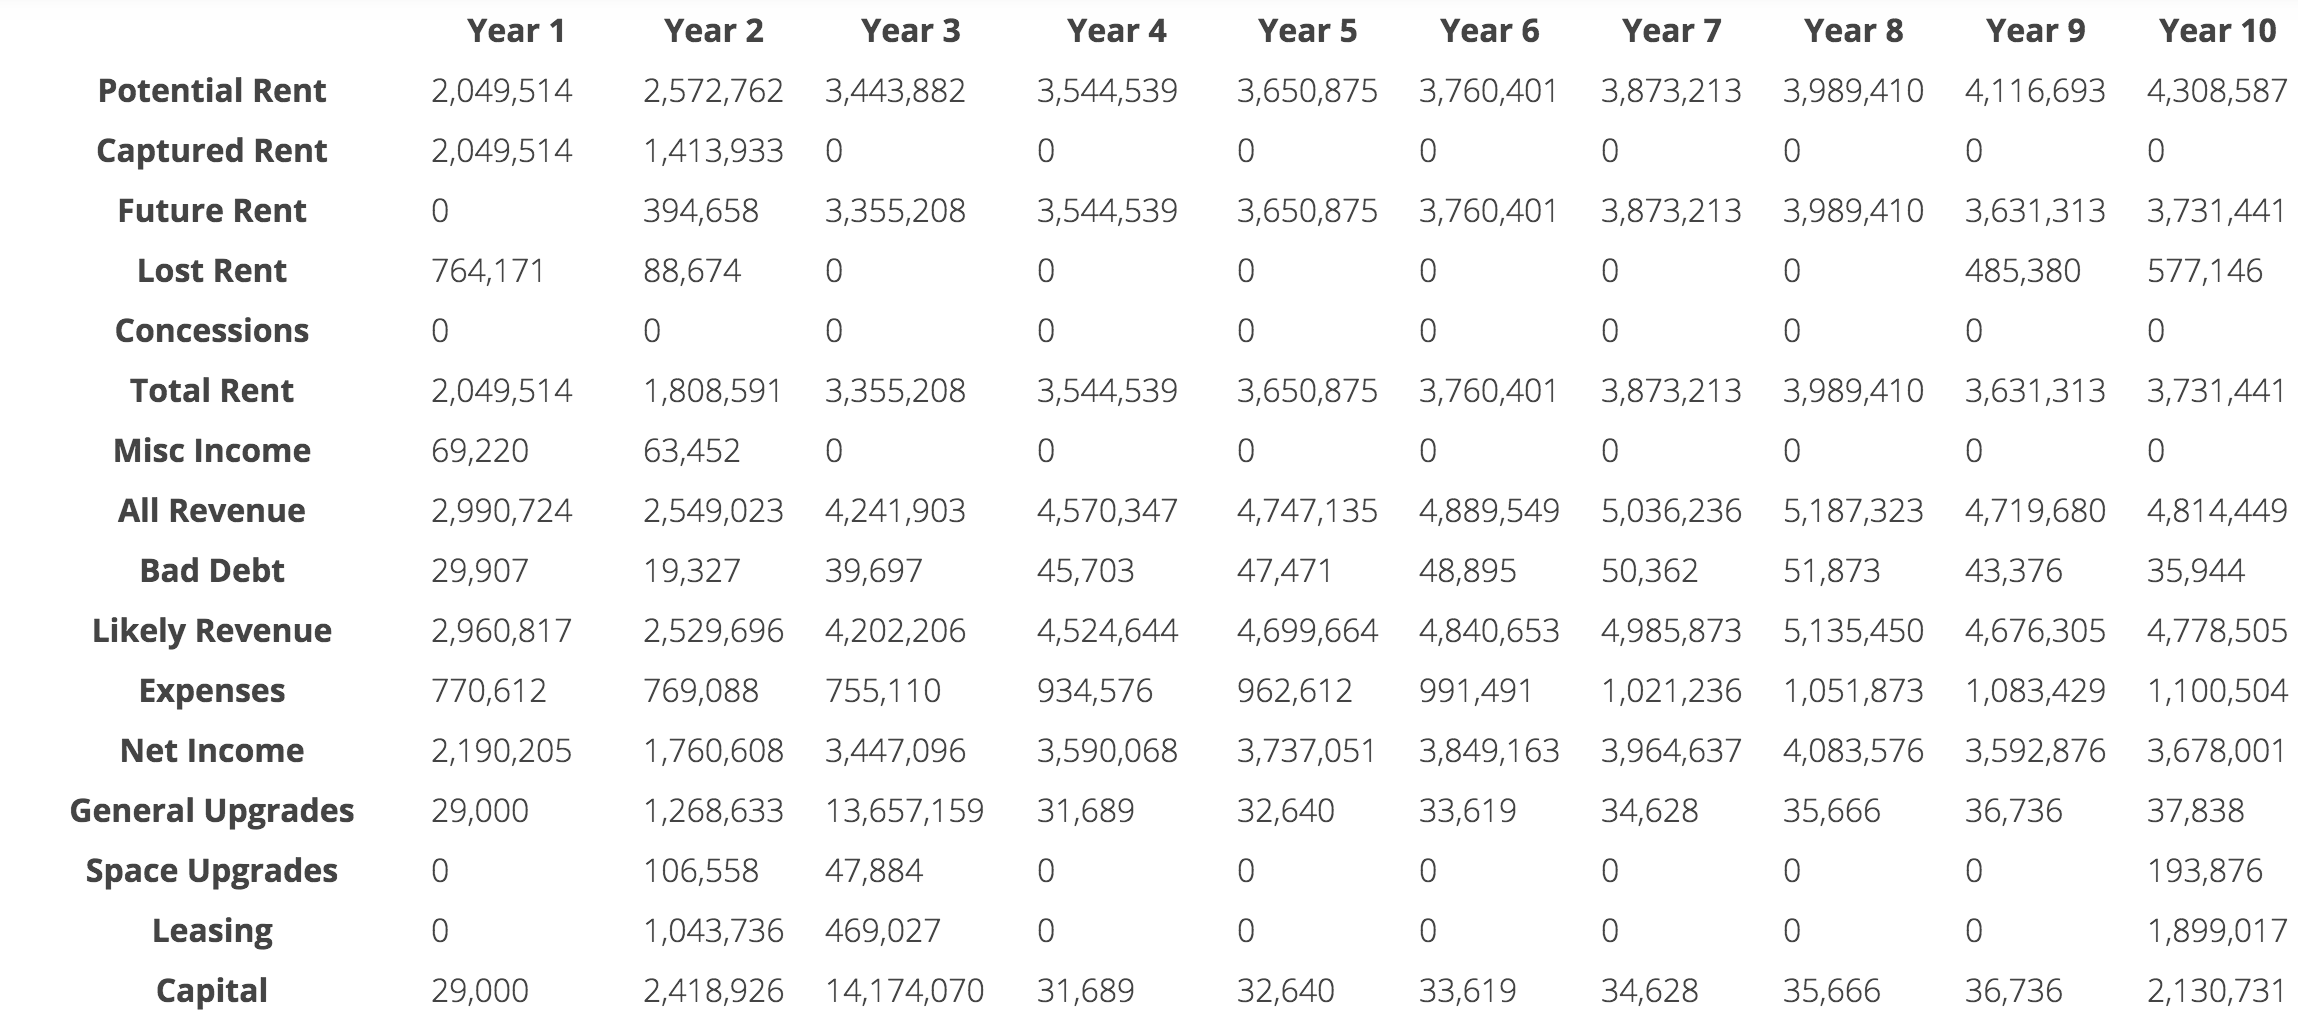 Year 1 Year 2 Year 3 Year 4 Year 5 Year 6 Year 7 Year 8 Year 9 Year 10
Potential Rent 2,049,514 2,572,762 3,443,882 3,544,539 3,650,875 3,760,401 3,873,213 3,989,410 4,116,693 4,308,587
Captured Rent 2,049,514 1,413,933 0 0 0 0 0 0 0 0
Future Rent 0 394,658 3,355,208 3,544,539 3,650,875 3,760,401 3,873,213 3,989,410 3,631,313 3,731,441
Lost Rent 764,171 88,674 0 0 0 0 0 0 485,380 577,146
Concessions 0 0 0 0 0 0 0 0 0 0
Total Rent 2,049,514 1,808,591 3,355,208 3,544,539 3,650,875 3,760,401 3,873,213 3,989,410 3,631,313 3,731,441
Misc Income 69,220 63,452 0 0 0 0 0 0 0 0
All Revenue 2,990,724 2,549,023 4,241,903 4,570,347 4,747,135 4,889,549 5,036,236 5,187,323 4,719,680 4,814,449
Bad Debt 29,907 19,327 39,697 45,703 47,471 48,895 50,362 51,873 43,376 35,944
Likely Revenue 2,960,817 2,529,696 4,202,206 4,524,644 4,699,664 4,840,653 4,985,873 5,135,450 4,676,305 4,778,505
Expenses 770,612 769,088 755,110 934,576 962,612 991,491 1,021,236 1,051,873 1,083,429 1,100,504
Net Income 2,190,205 1,760,608 3,447,096 3,590,068 3,737,051 3,849,163 3,964,637 4,083,576 3,592,876 3,678,001
General Upgrades 29,000 1,268,633 13,657,159 31,689 32,640 33,619 34,628 35,666 36,736 37,838
Space Upgrades 0 106,558 47,884 0 0 0 0 0 0 193,876
Leasing 0 1,043,736 469,027 0 0 0 0 0 0 1,899,017
Capital 29,000 2,418,926 14,174,070 31,689 32,640 33,619 34,628 35,666 36,736 2,130,731